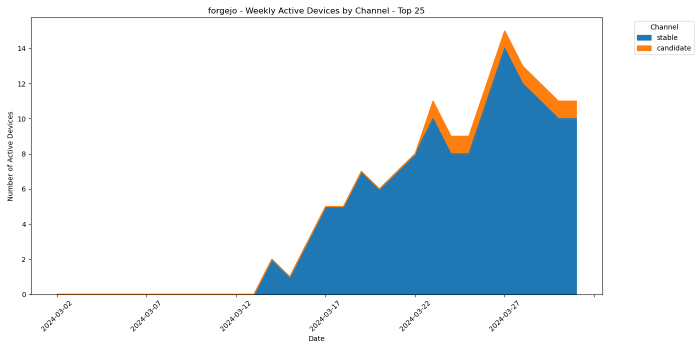 forgejo - Weekly Active Devices by Channel - Top 25
Channel
stable
candidate
Number of Active Devices
14
12
10
8
6
4
2
0
2024-03-02
2024-03-07
2024-03-12
2024-03-17
2024-03-22
2024-03-27
Date